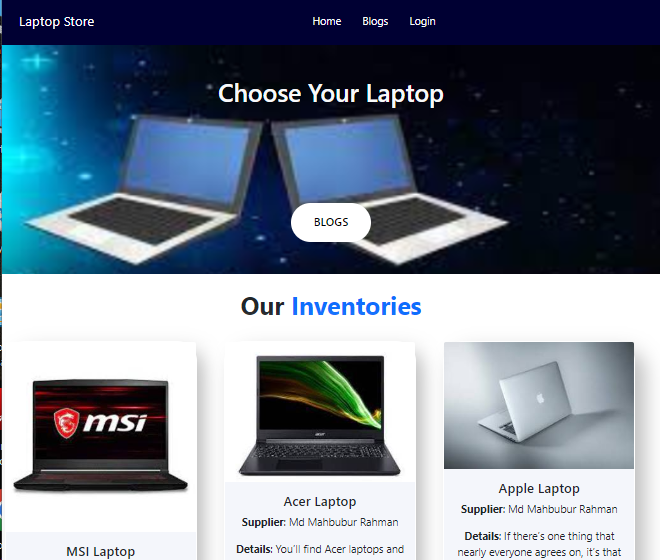 Laptop Store Home Blogs Login
Choose Your Laptop
BLOGS
Our Inventories
msi
acer
MSI Laptop
Acer Laptop
Supplier: Md Mahbubur Rahman
Details: You'll find Acer laptops and
Apple Laptop
Supplier: Md Mahbubur Rahman
Details: If there's one thing that
nearly everyone agrees on, it's that